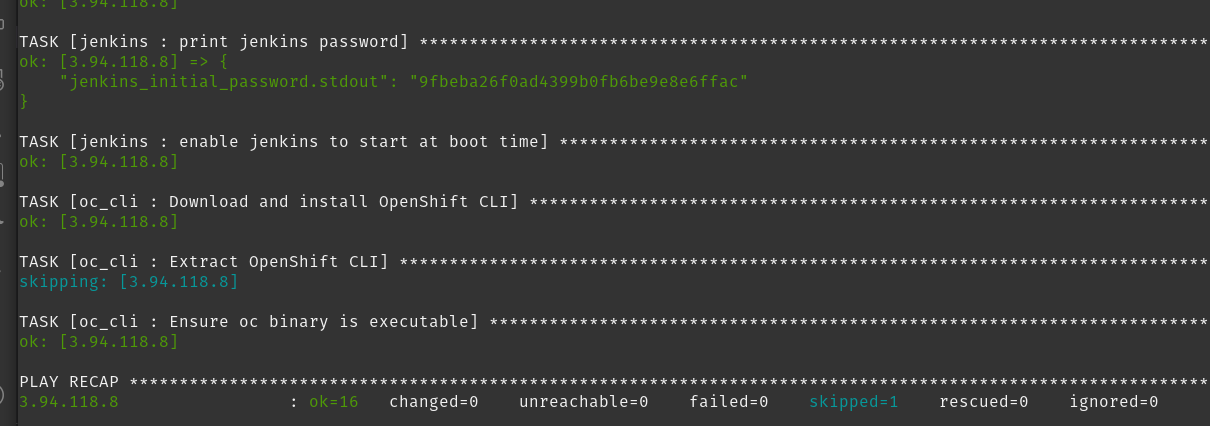 ok: [3.94.118.8]
TASK [jenkins : print jenkins password] *******************************************************************************
ok: [3.94.118.8] => {
    "jenkins_initial_password.stdout": "9fbeba26f0ad4399b0fb6be9e8e6ffac"
}
TASK [jenkins : enable jenkins to start at boot time] *****************************************************************
ok: [3.94.118.8]
TASK [oc_cli : Download and install OpenShift CLI] ********************************************************************
ok: [3.94.118.8]
TASK [oc_cli : Extract OpenShift CLI] *********************************************************************************
skipping: [3.94.118.8]
TASK [oc_cli : Ensure oc binary is executable] ************************************************************************
ok: [3.94.118.8]
PLAY RECAP ************************************************************************************************************
3.94.118.8                 : ok=16   changed=0    unreachable=0    failed=0    skipped=1    rescued=0    ignored=0